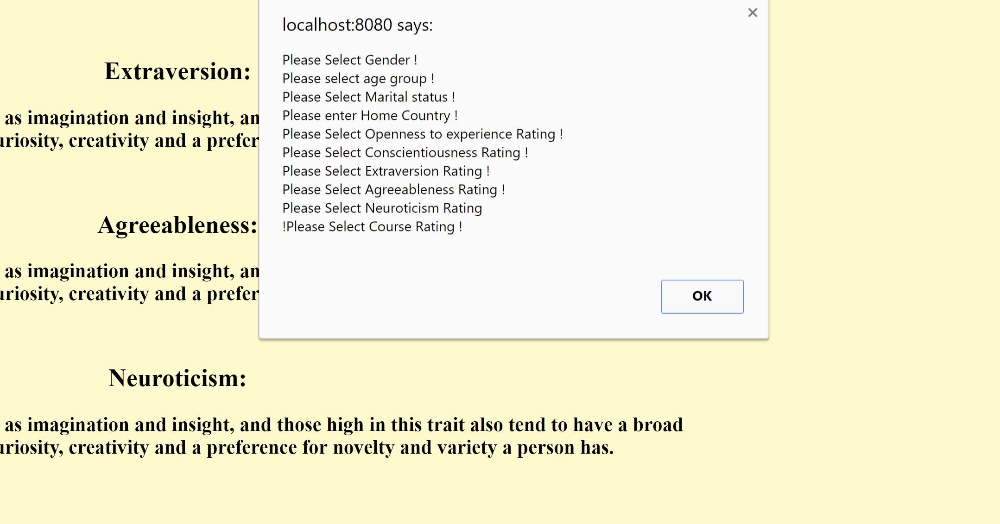 localhost:8080 says:
Please Select Gender !
Please select age group !
Please Select Marital status !
Please enter Home Country !
Please Select Openness to experience Rating !
Please Select Conscientiousness Rating !
Please Select Extraversion Rating !
Please Select Agreeableness Rating !
Please Select Neuroticism Rating
!Please Select Course Rating !
OK
Extraversion:
as imagination and insight, an
uriosity, creativity and a prefer
Agreeableness:
as imagination and insight, an
uriosity, creativity and a prefer
Neuroticism:
as imagination and insight, and those high in this trait also tend to have a broad
uriosity, creativity and a preference for novelty and variety a person has.